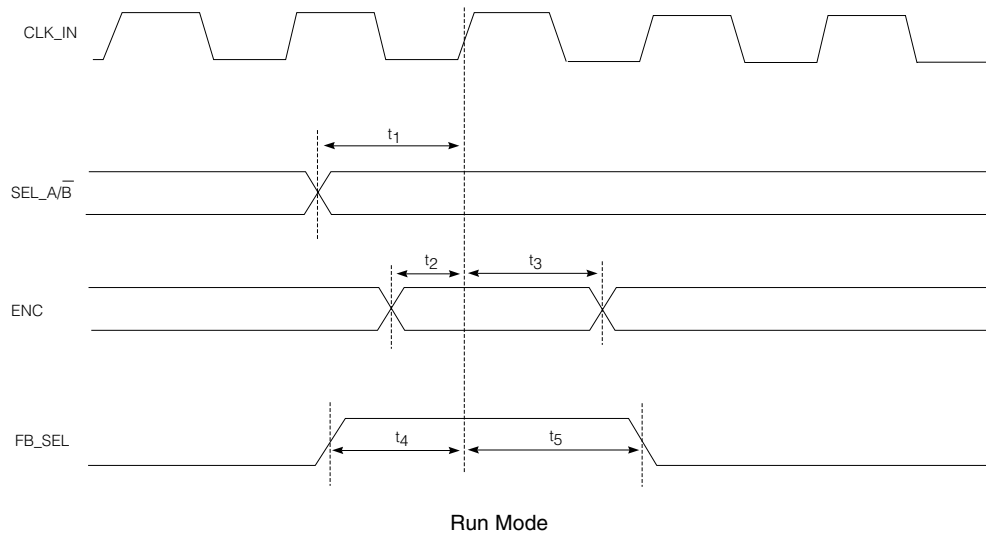 CLK_IN
t1
SEL_A/B̅
t2
t3
ENC
t4
t5
FB_SEL
Run Mode